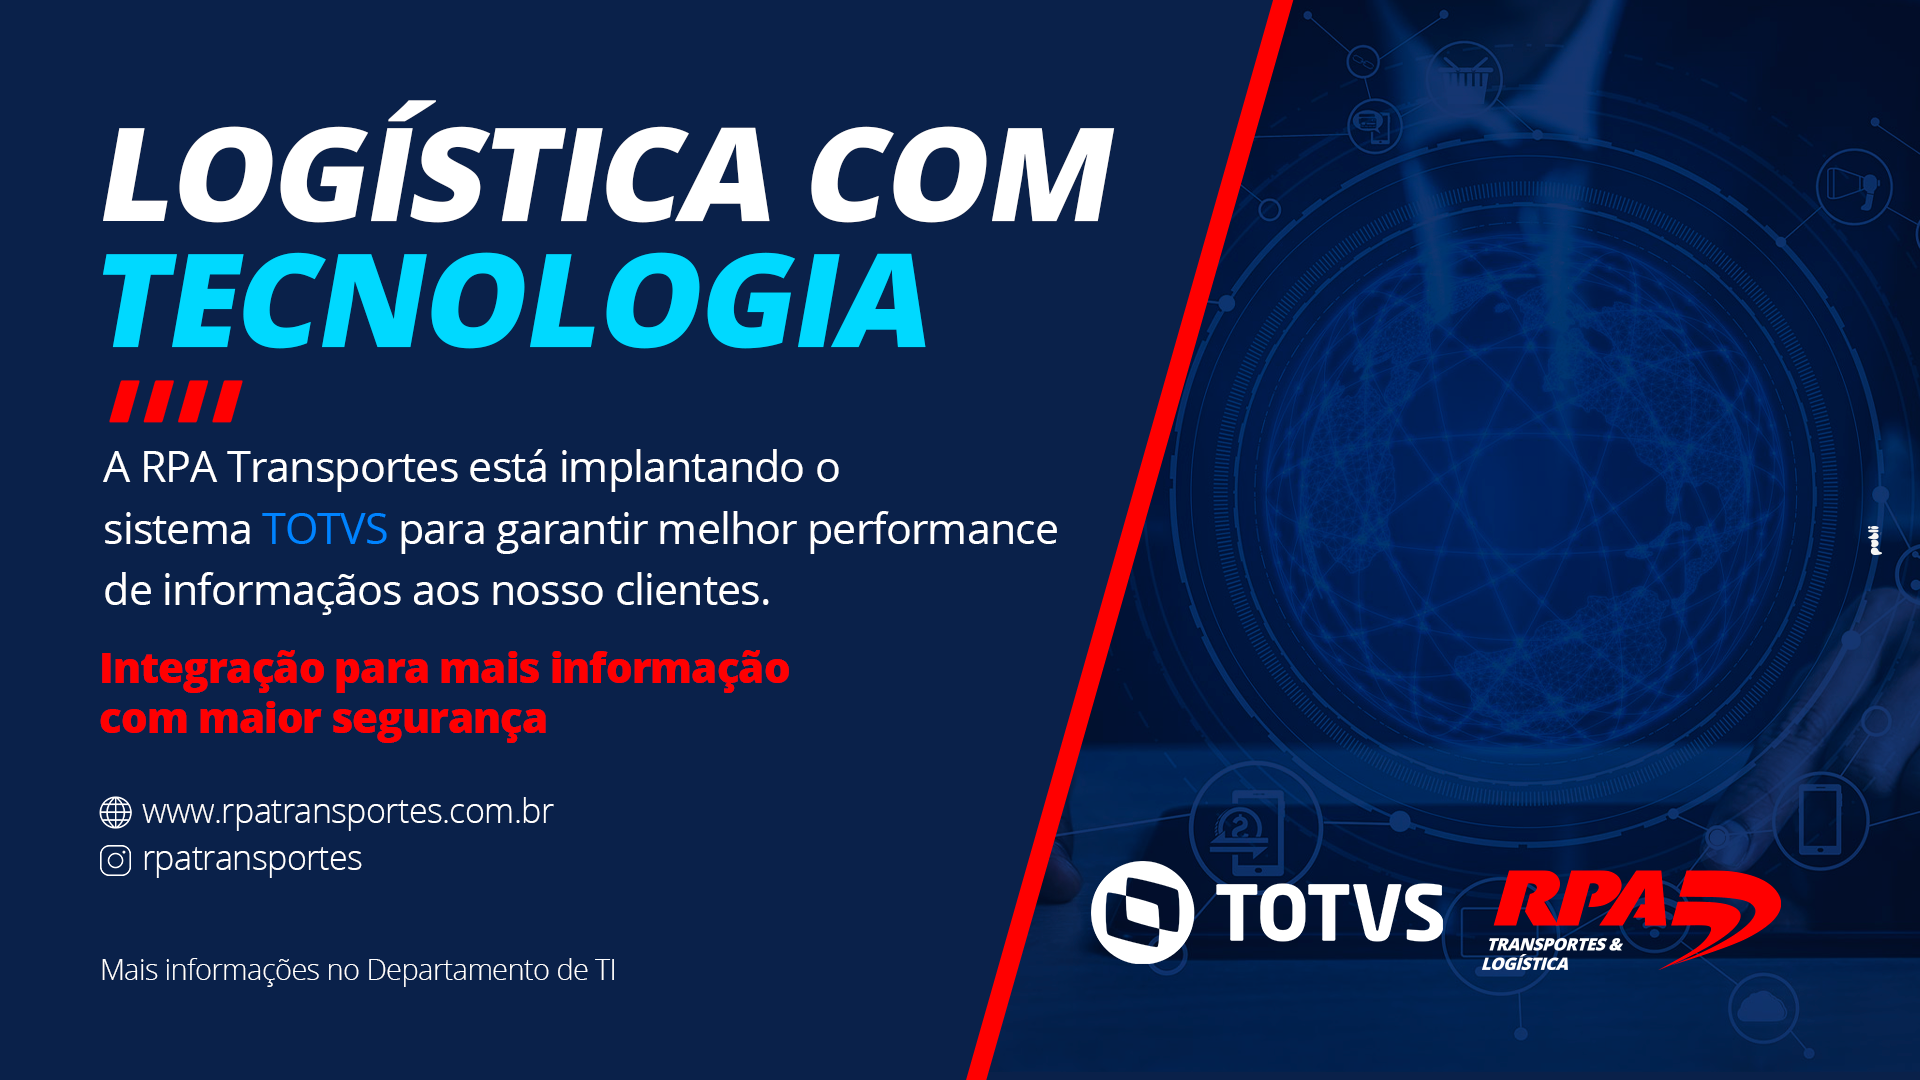 LOGÍSTICA COM
TECNOLOGIA
A RPA Transportes está implantando o
sistema TOTVS para garantir melhor performance
de informaçãos aos nosso clientes.
Integração para mais informação
com maior segurança
www.rpatransportes.com.br
rpatransportes
Mais informações no Departamento de TI
publi
TOTVS
RPA
TRANSPORTES &
LOGÍSTICA